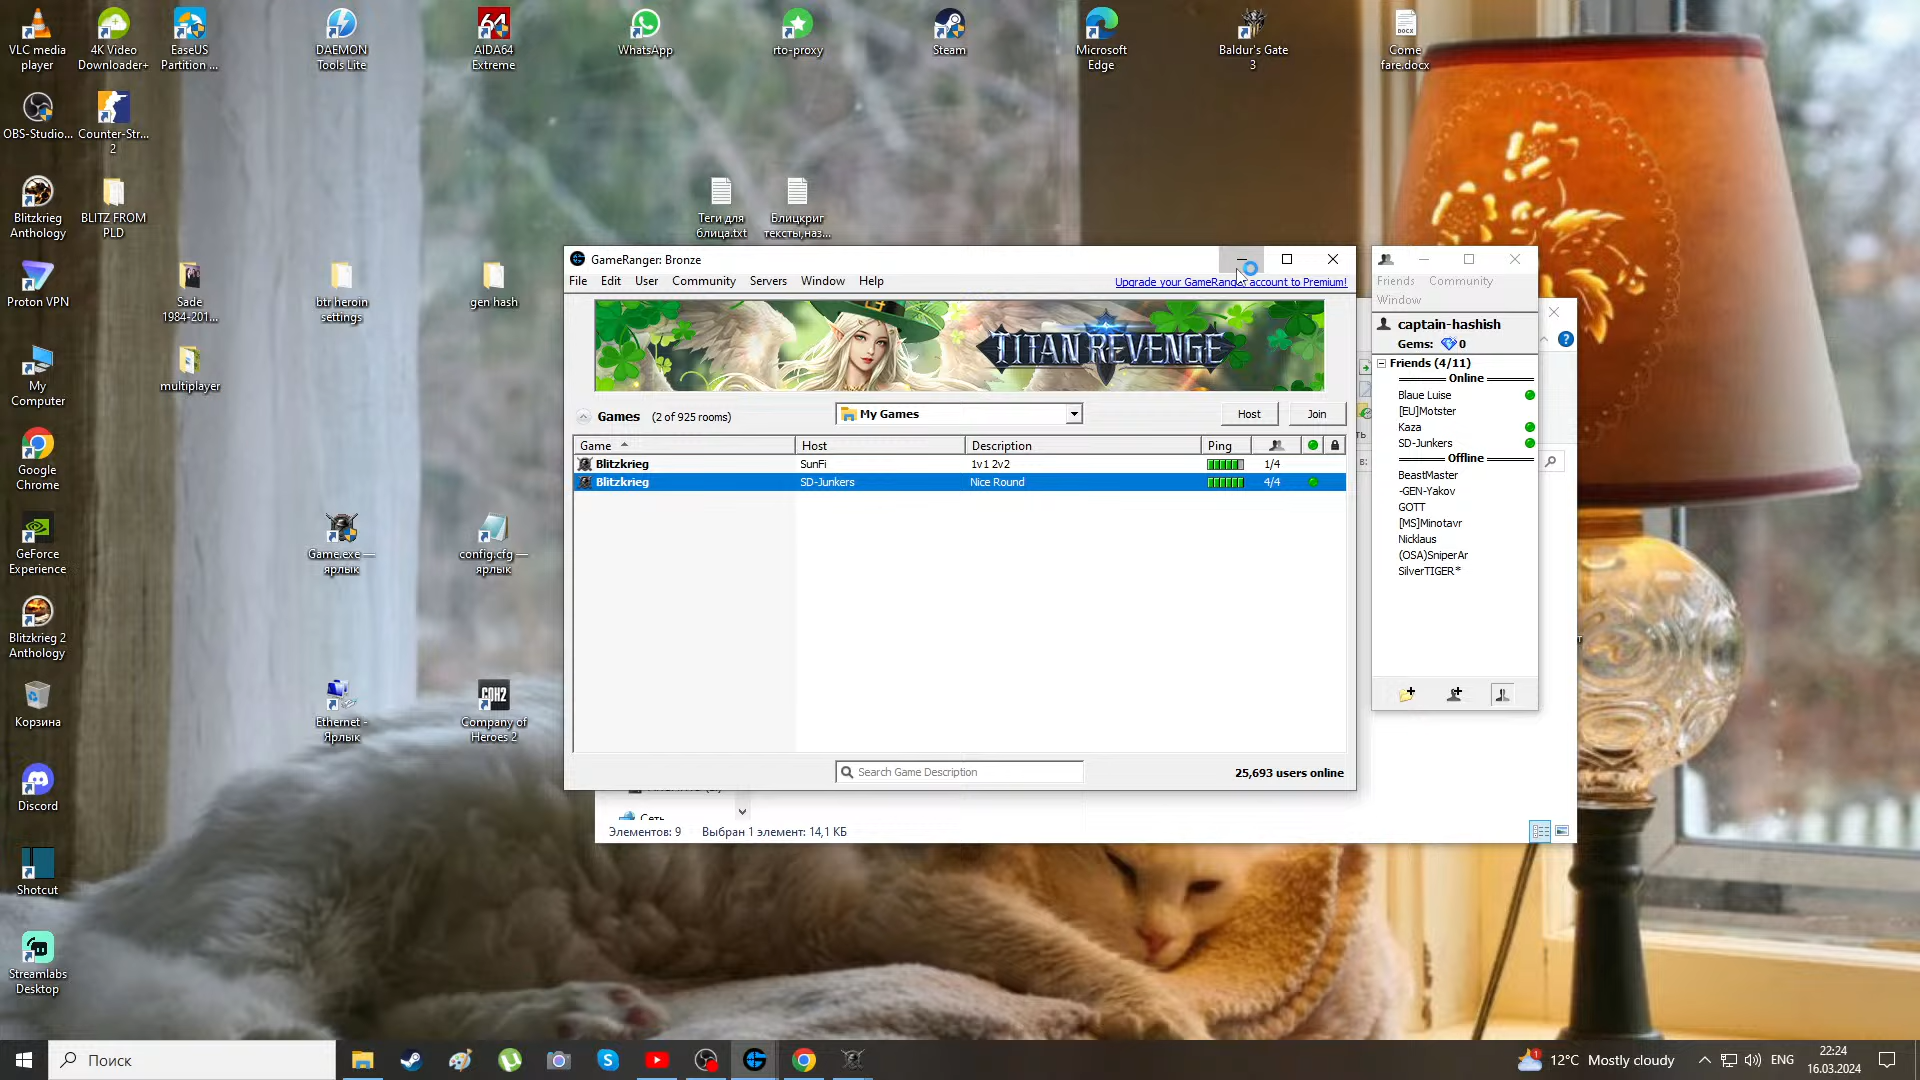 VLC media
player
4K Video
Downloader+
EaseUS
Partition ...
DAEMON
Tools Lite
64
AIDA64
Extreme
WhatsApp
rto-proxy
Steam
Microsoft
Edge
Baldur's Gate
3
DOCX
Come
fare.docx
OBS-Studio...
Counter-Str...
2
Blitzkrieg
Anthology
BLITZ FROM
PLD
Теги для
блица.txt
Блицкриг
тексты,наз...
Proton VPN
Sade
1984-201...
btr heroin
settings
gen hash
My
Computer
multiplayer
Google
Chrome
GeForce
Experience
Game.exe —
ярлык
config.cfg —
ярлык
Blitzkrieg 2
Anthology
Корзина
Ethernet -
Ярлык
COH2
Company of
Heroes 2
Discord
Shotcut
Streamlabs
Desktop
GameRanger: Bronze
File Edit User Community Servers Window Help
Upgrade your GameRanger account to Premium!
TITAN REVENGE
Games (2 of 925 rooms)
My Games
Host
Join
Game Host Description Ping
Blitzkrieg SunFi 1v1 2v2 1/4
Blitzkrieg SD-Junkers Nice Round 4/4
Search Game Description
25,693 users online
Friends Community
Window
captain-hashish
Gems: 0
Friends (4/11)
Online
Blaue Luise
[EU]Motster
Kaza
SD-Junkers
Offline
BeastMaster
-GEN-Yakov
GOTT
[MS]Minotavr
Nicklaus
(OSA)SniperAr
SilverTIGER*
Сеть
Элементов: 9 Выбран 1 элемент: 14,1 КБ
Поиск
1
12°C Mostly cloudy
ENG
22:24
16.03.2024